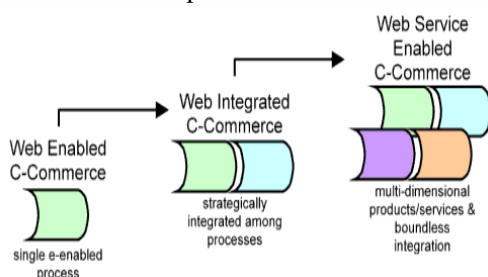 Web Service
Enabled
C-Commerce
Web Integrated
C-Commerce
Web Enabled
C-Commerce
strategically
integrated among
processes
multi-dimensional
products/services &
boundless
integration
single e-enabled
process